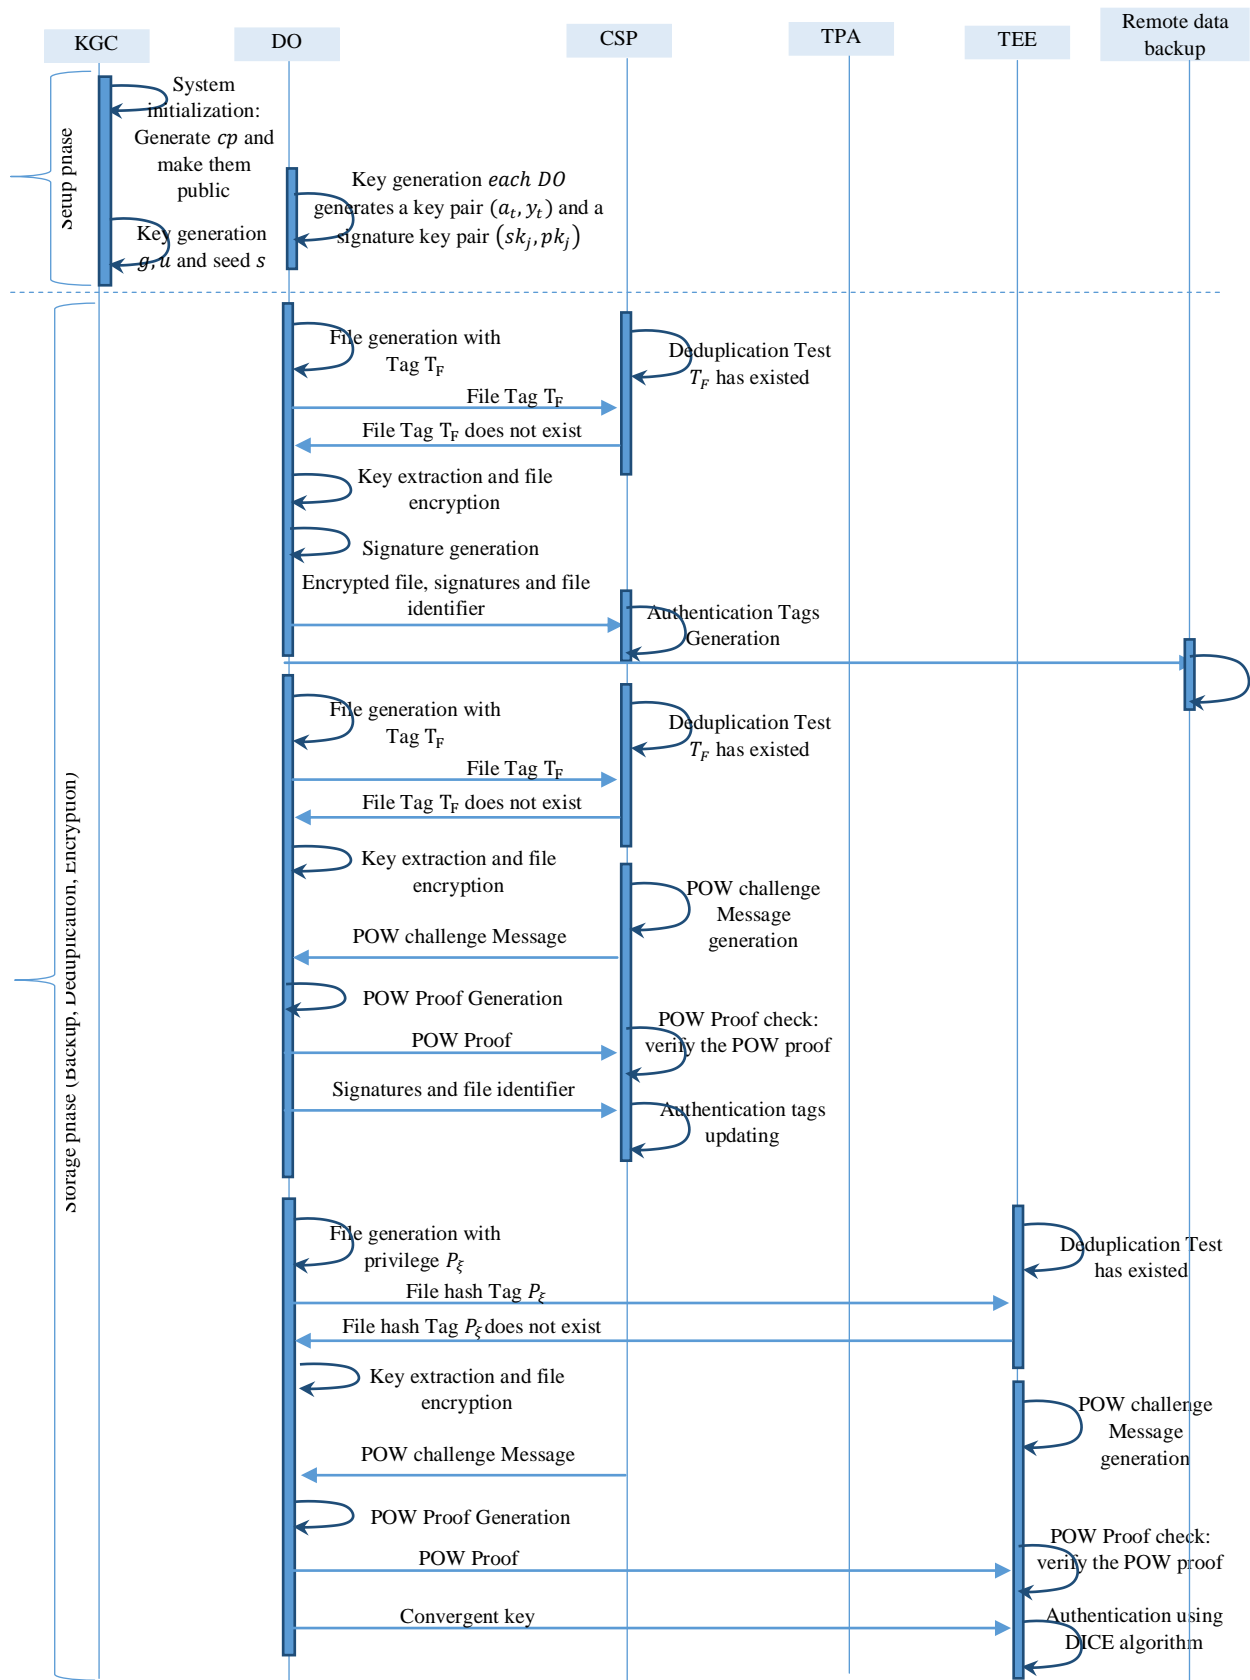 KGC
DO
CSP
TPA
TEE
Remote data
backup
Setup phase
System
initialization:
Generate cp and
make them
public
Key generation
g, u and seed s
Key generation each DO
generates a key pair (a_t, y_t) and a
signature key pair (sk_j, pk_j)
Storage phase (Backup, Deduplication, Encryption)
File generation with
Tag T_F
Deduplication Test
T_F has existed
File Tag T_F
File Tag T_F does not exist
Key extraction and file
encryption
Signature generation
Encrypted file, signatures and file
identifier
Authentication Tags
Generation
File generation with
Tag T_F
Deduplication Test
T_F has existed
File Tag T_F
File Tag T_F does not exist
Key extraction and file
encryption
POW challenge
Message
generation
POW challenge Message
POW Proof Generation
POW Proof check:
verify the POW proof
POW Proof
Signatures and file identifier
Authentication tags
updating
File generation with
privilege P_ξ
Deduplication Test
has existed
File hash Tag P_ξ
File hash Tag P_ξ does not exist
Key extraction and file
encryption
POW challenge
Message
generation
POW challenge Message
POW Proof Generation
POW Proof check:
verify the POW proof
POW Proof
Convergent key
Authentication using
DICE algorithm